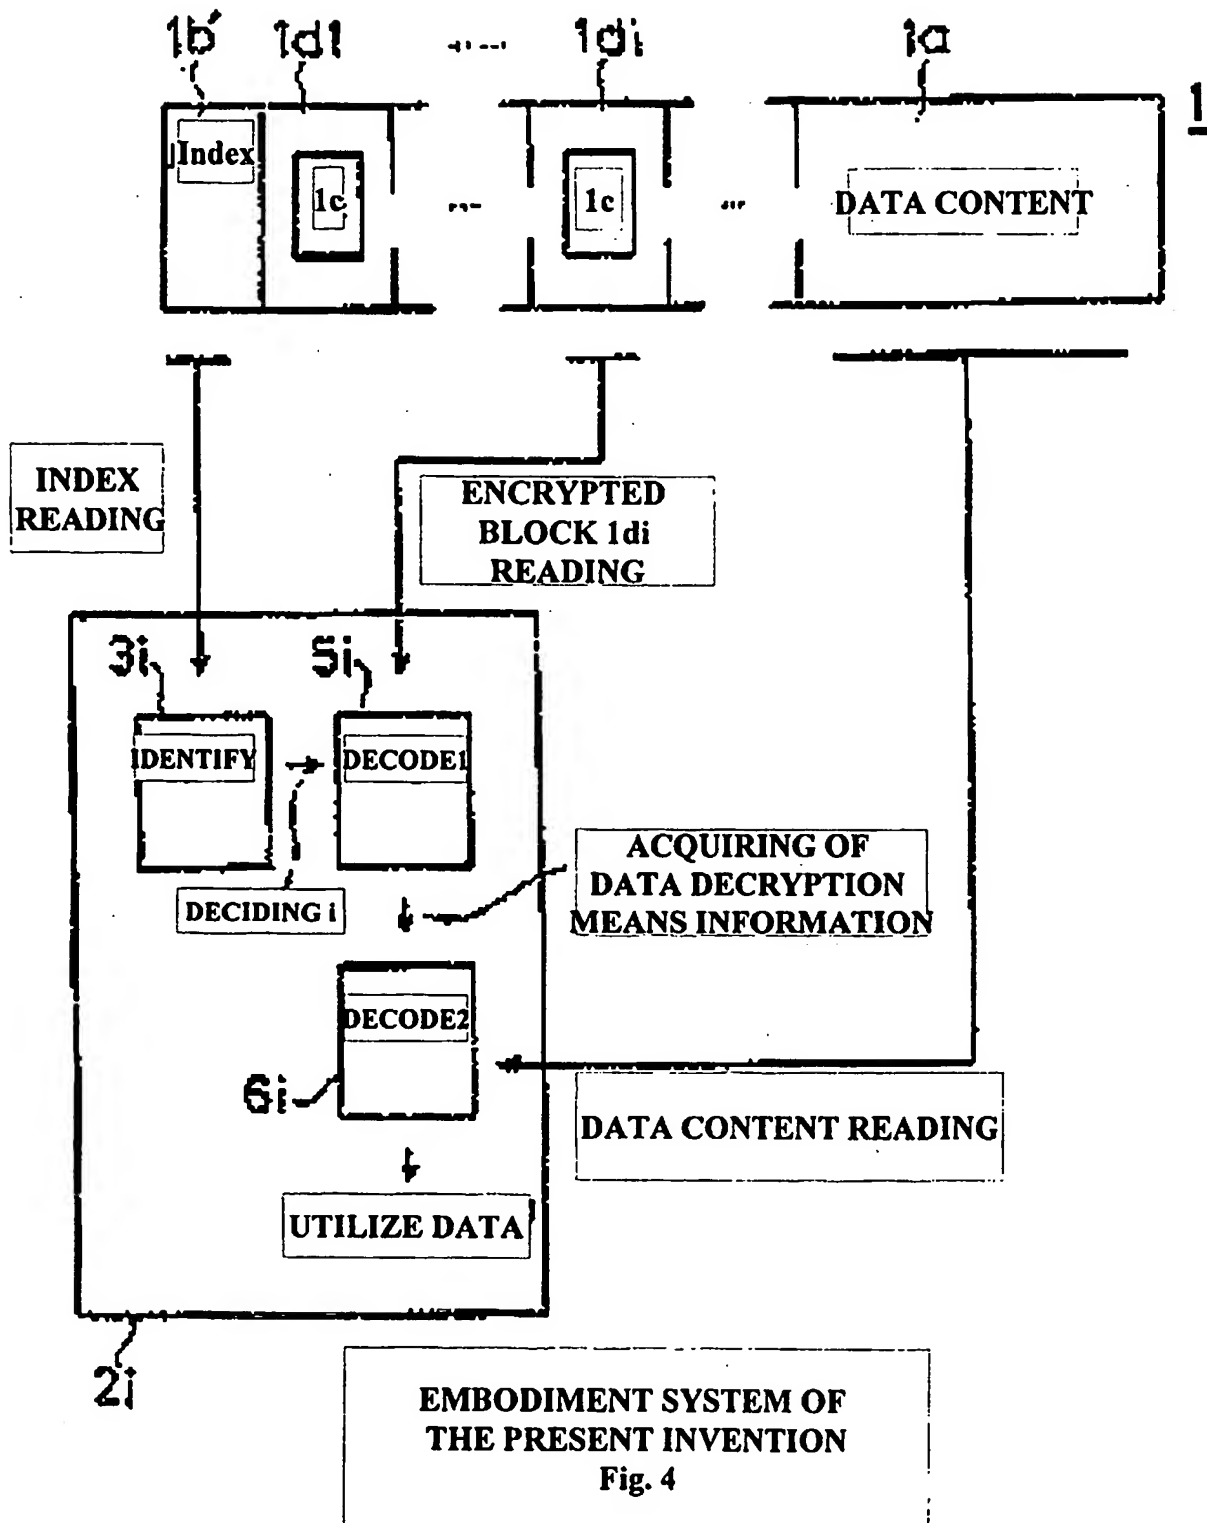 1b' 1d1 1di 1a
1
Index
1c
1c
DATA CONTENT
INDEX
READING
ENCRYPTED
BLOCK 1di
READING
3i
5i
IDENTIFY
DECODE1
DECIDING i
ACQUIRING OF
DATA DECRYPTION
MEANS INFORMATION
DECODE2
6i
DATA CONTENT READING
UTILIZE DATA
2i
EMBODIMENT SYSTEM OF
THE PRESENT INVENTION
Fig. 4